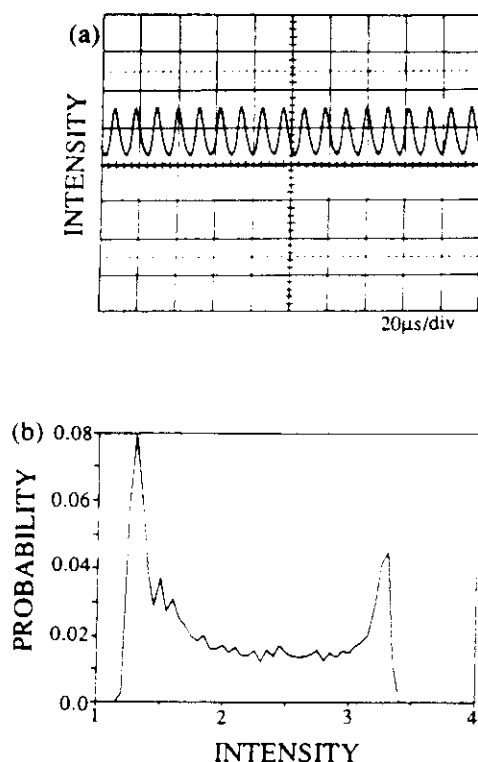 (a)
INTENSITY
20μs/div
(b)
PROBABILITY
0.08
0.06
0.04
0.02
0.0
1 2 3 4
INTENSITY